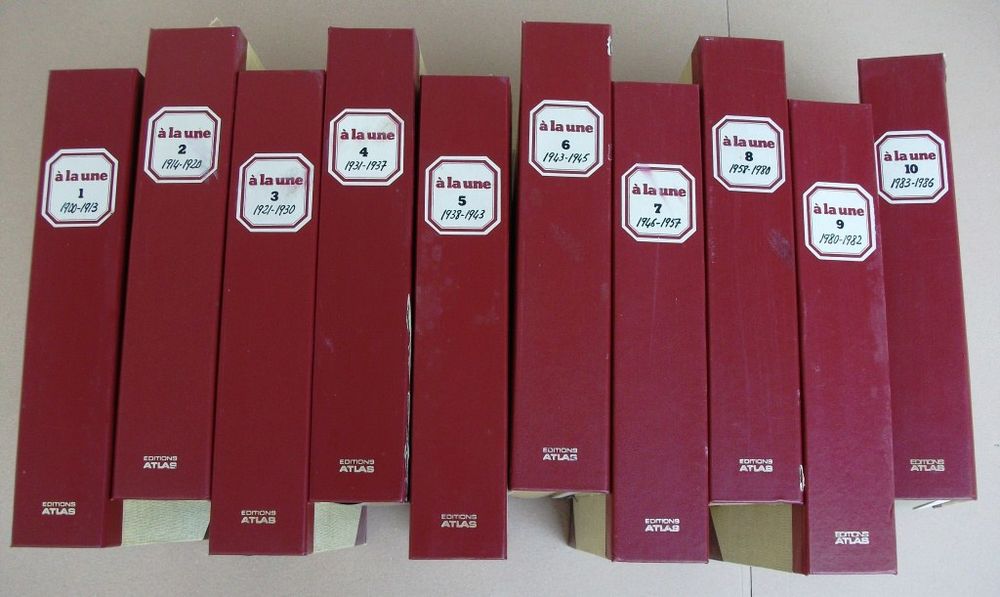 à la une
1
1900-1913
EDITIONS
ATLAS
à la une
2
1914-1920
EDITIONS
ATLAS
à la une
3
1921-1930
EDITIONS
ATLAS
à la une
4
1931-1937
EDITIONS
ATLAS
à la une
5
1938-1943
EDITIONS
ATLAS
à la une
6
1943-1945
EDITIONS
ATLAS
à la une
7
1946-1957
EDITIONS
ATLAS
à la une
8
1958-1980
EDITIONS
ATLAS
à la une
9
1980-1982
EDITIONS
ATLAS
à la une
10
1983-1986
EDITIONS
ATLAS